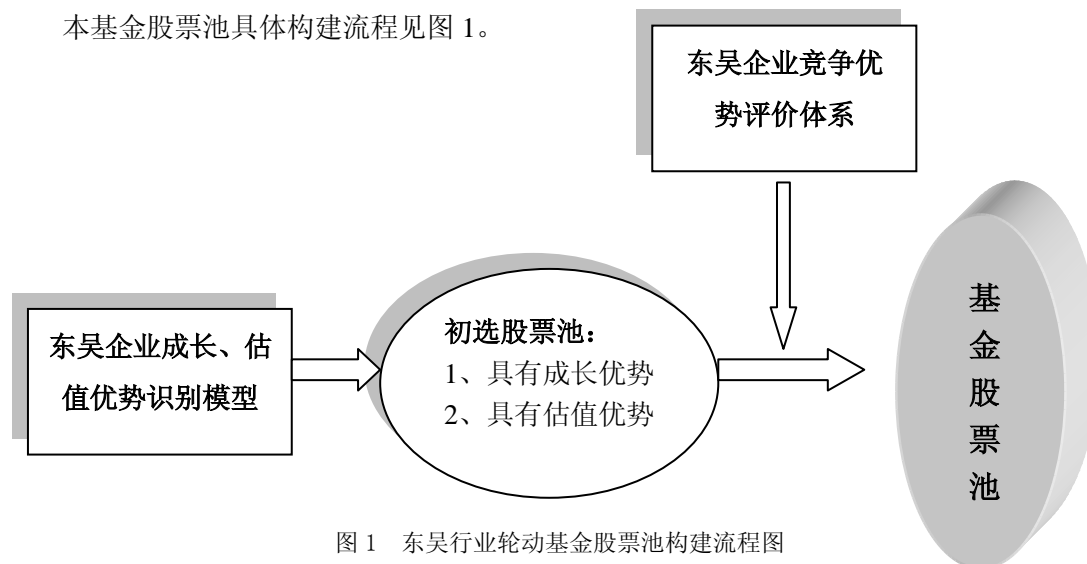 本基金股票池具体构建流程见图 1。
东吴企业竞争优
势评价体系
东吴企业成长、估
值优势识别模型
初选股票池：
1、具有成长优势
2、具有估值优势
基
金
股
票
池
图 1 东吴行业轮动基金股票池构建流程图